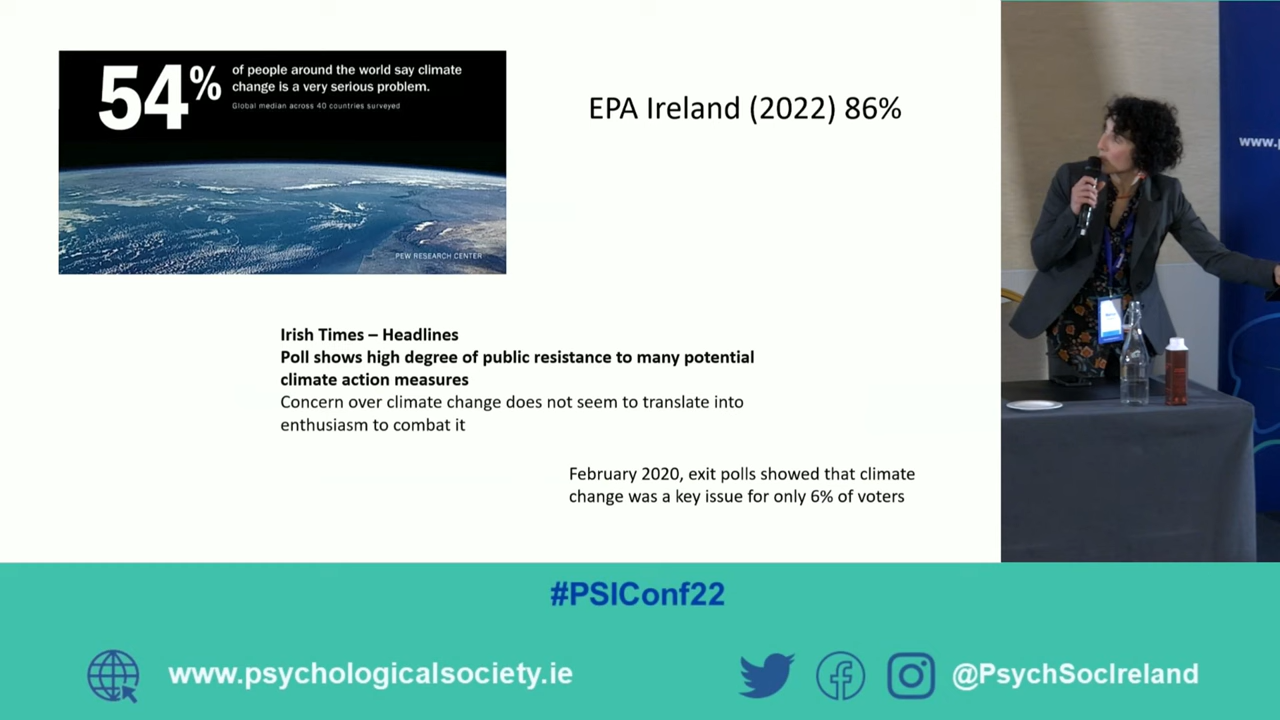 54% of people around the world say climate
change is a very serious problem.
Global median across 40 countries surveyed
PEW RESEARCH CENTER
EPA Ireland (2022) 86%
Irish Times – Headlines
Poll shows high degree of public resistance to many potential
climate action measures
Concern over climate change does not seem to translate into
enthusiasm to combat it
February 2020, exit polls showed that climate
change was a key issue for only 6% of voters
www.
#PSIConf22
www.psychologicalsociety.ie
@PsychSocIreland